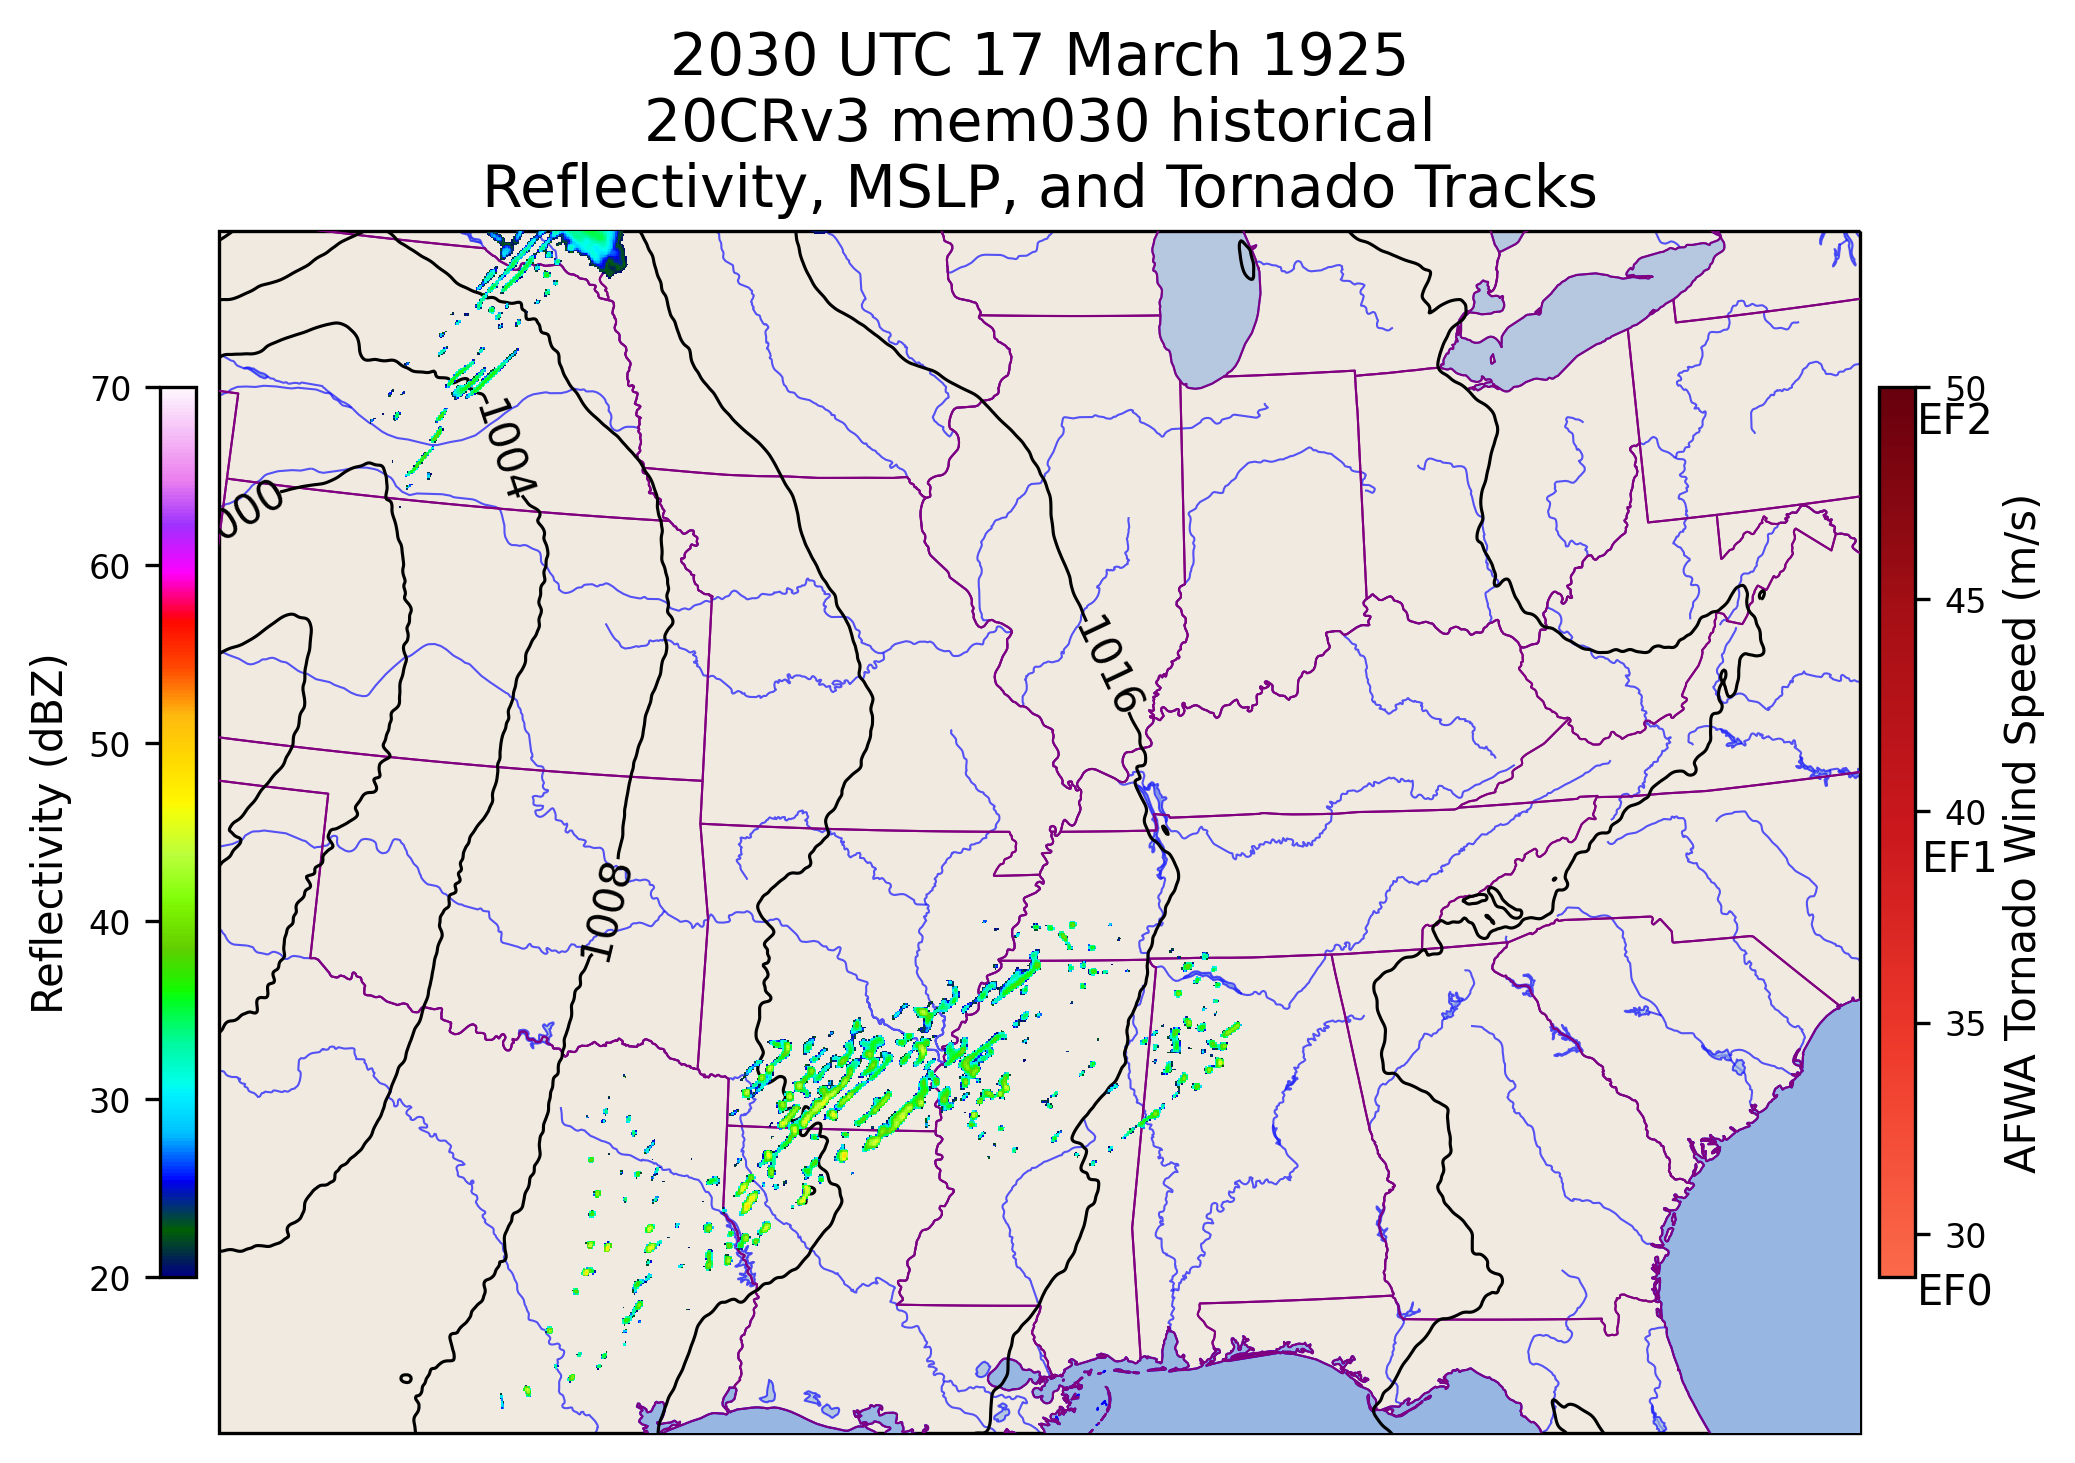 2030 UTC 17 March 1925
20CRv3 mem030 historical
Reflectivity, MSLP, and Tornado Tracks
Reflectivity (dBZ)
70
60
50
40
30
20
000
1004
1008
1016
50
EF2
45
40
EF1
35
30
EF0
AFWA Tornado Wind Speed (m/s)